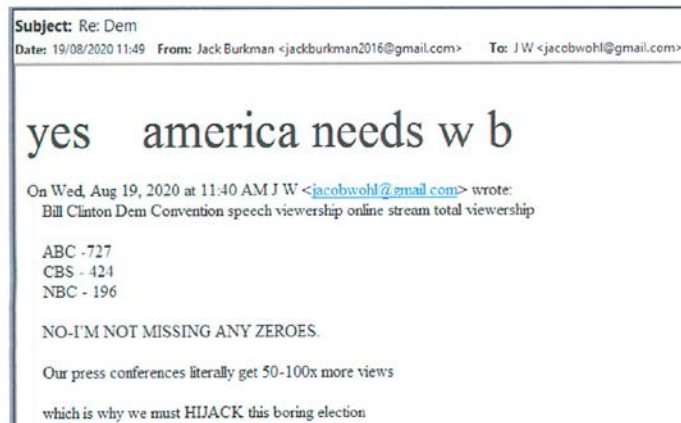 Subject: Re: Dem
Date: 19/08/2020 11:49 From: Jack Burkman <jackburkman2016@gmail.com> To: J W <jacobwohl@gmail.com>
yes america needs w b
On Wed, Aug 19, 2020 at 11:40 AM J W <jacobwohl@gmail.com> wrote:
Bill Clinton Dem Convention speech viewership online stream total viewership
ABC -727
CBS - 424
NBC - 196
NO-I'M NOT MISSING ANY ZEROES.
Our press conferences literally get 50-100x more views
which is why we must HIJACK this boring election